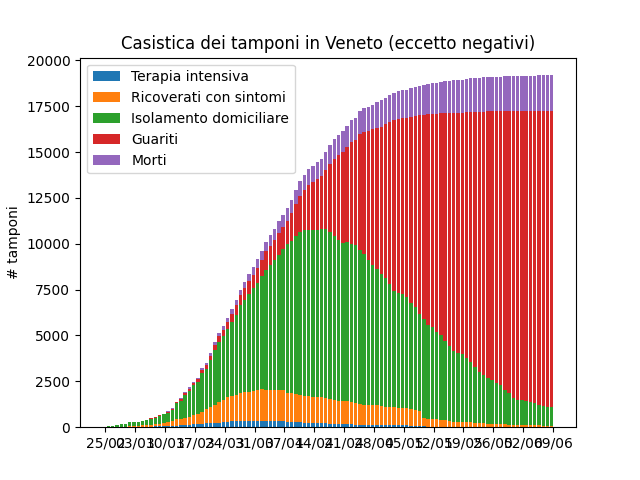 Casistica dei tamponi in Veneto (eccetto negativi)
20000
17500
15000
12500
10000
7500
5000
2500
0
# tamponi
Terapia intensiva
Ricoverati con sintomi
Isolamento domiciliare
Guariti
Morti
25/02 03/03 10/03 17/03 24/03 31/03 07/04 14/04 21/04 28/04 05/05 12/05 19/05 26/05 02/06 09/06